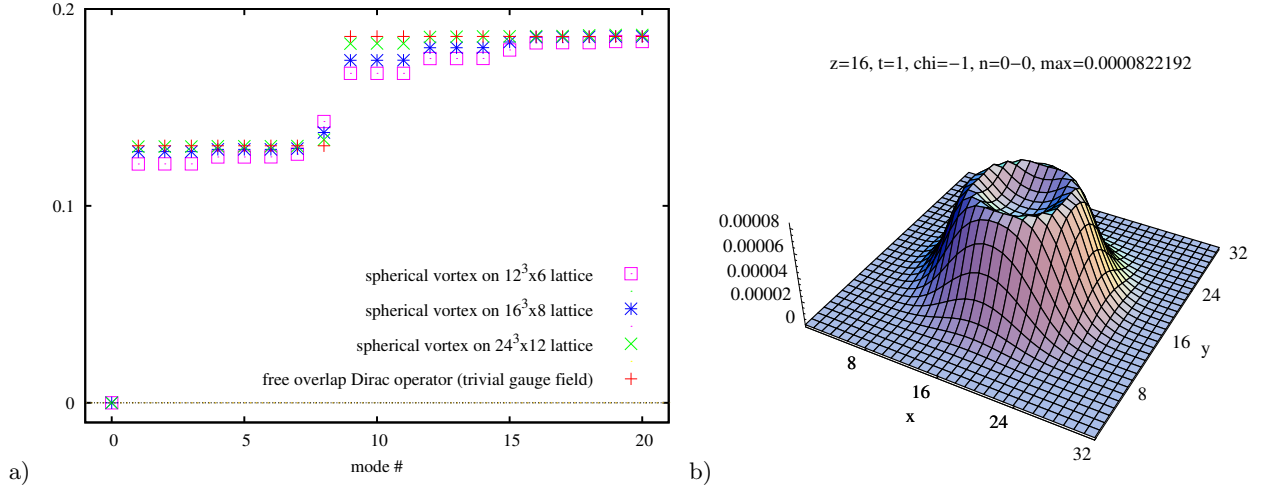 0.2
0.1
0
0
5
10
15
20
mode #
spherical vortex on 12³x6 lattice
spherical vortex on 16³x8 lattice
spherical vortex on 24³x12 lattice
free overlap Dirac operator (trivial gauge field)
a)
z=16, t=1, chi=−1, n=0−0, max=0.0000822192
0.00008
0.00006
0.00004
0.00002
0
8
16
24
32
x
8
16
24
32
y
b)